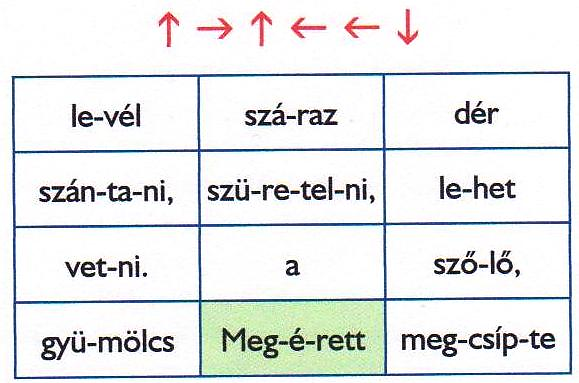 ↑ → ↑ ← ← ↓
le-vél szá-raz dér
szán-ta-ni, szü-re-tel-ni, le-het
vet-ni. a sző-lő,
gyü-mölcs Meg-é-rett meg-csíp-te